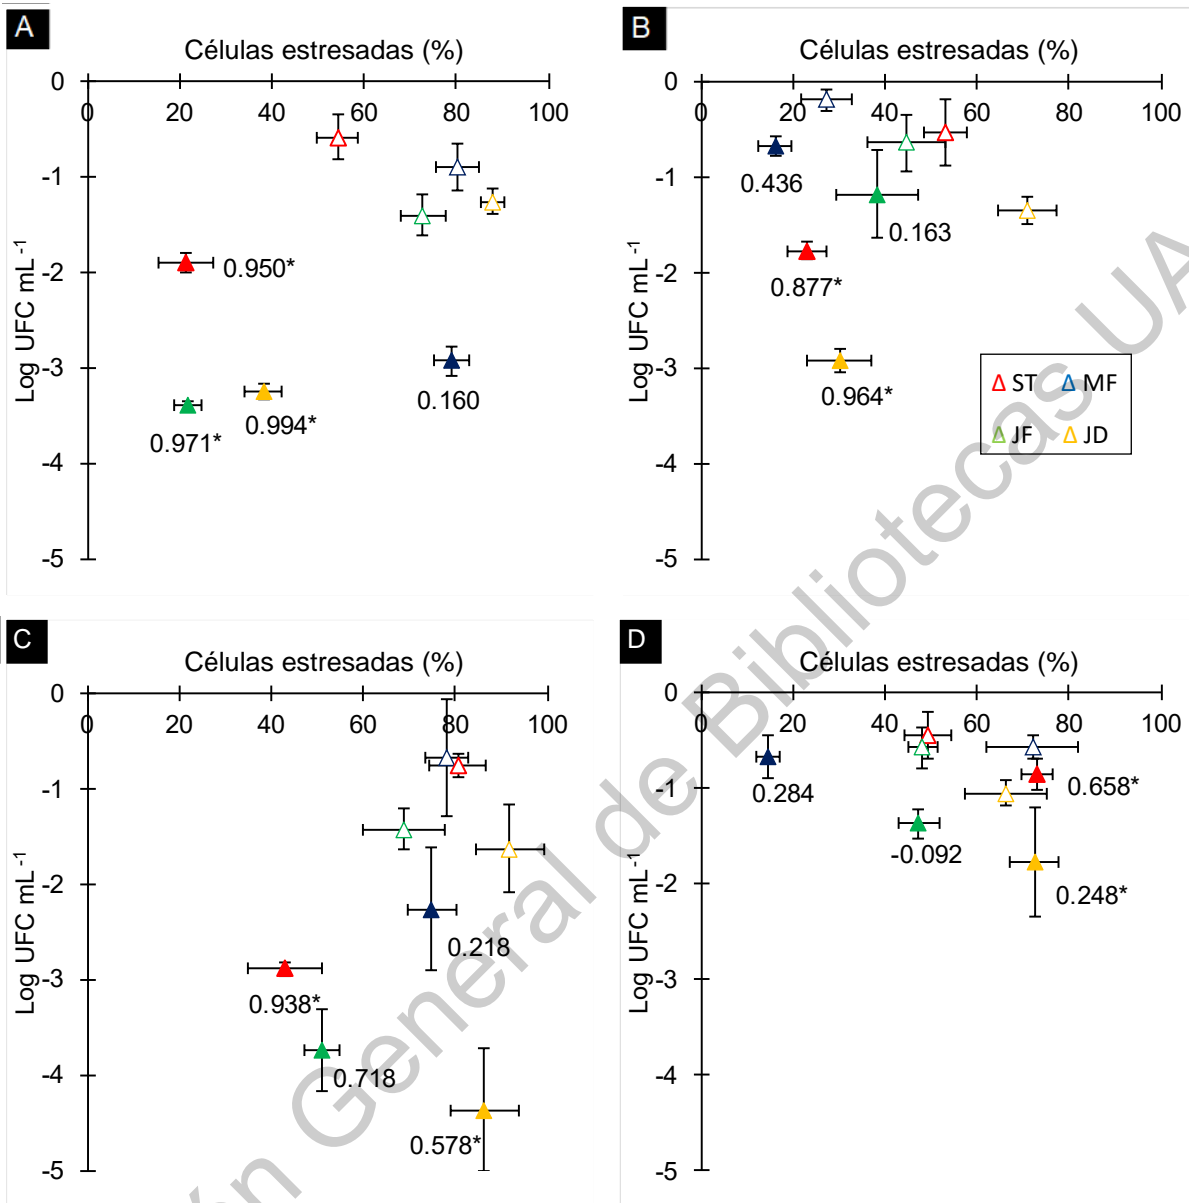 A
Células estresadas (%)
0 20 40 60 80 100
0
-1
-2
-3
-4
-5
Log UFC mL⁻¹
0.950*
0.971*
0.994*
0.160
B
Células estresadas (%)
0 20 40 60 80 100
0
-1
-2
-3
-4
-5
Log UFC mL⁻¹
0.436
0.163
0.877*
0.964*
ST MF
JF JD
C
Células estresadas (%)
0 20 40 60 80 100
0
-1
-2
-3
-4
-5
Log UFC mL⁻¹
0.218
0.938*
0.718
0.578*
D
Células estresadas (%)
0 20 40 60 80 100
0
-1
-2
-3
-4
-5
Log UFC mL⁻¹
0.284
0.658*
-0.092
0.248*
General de Bibliotecas UA